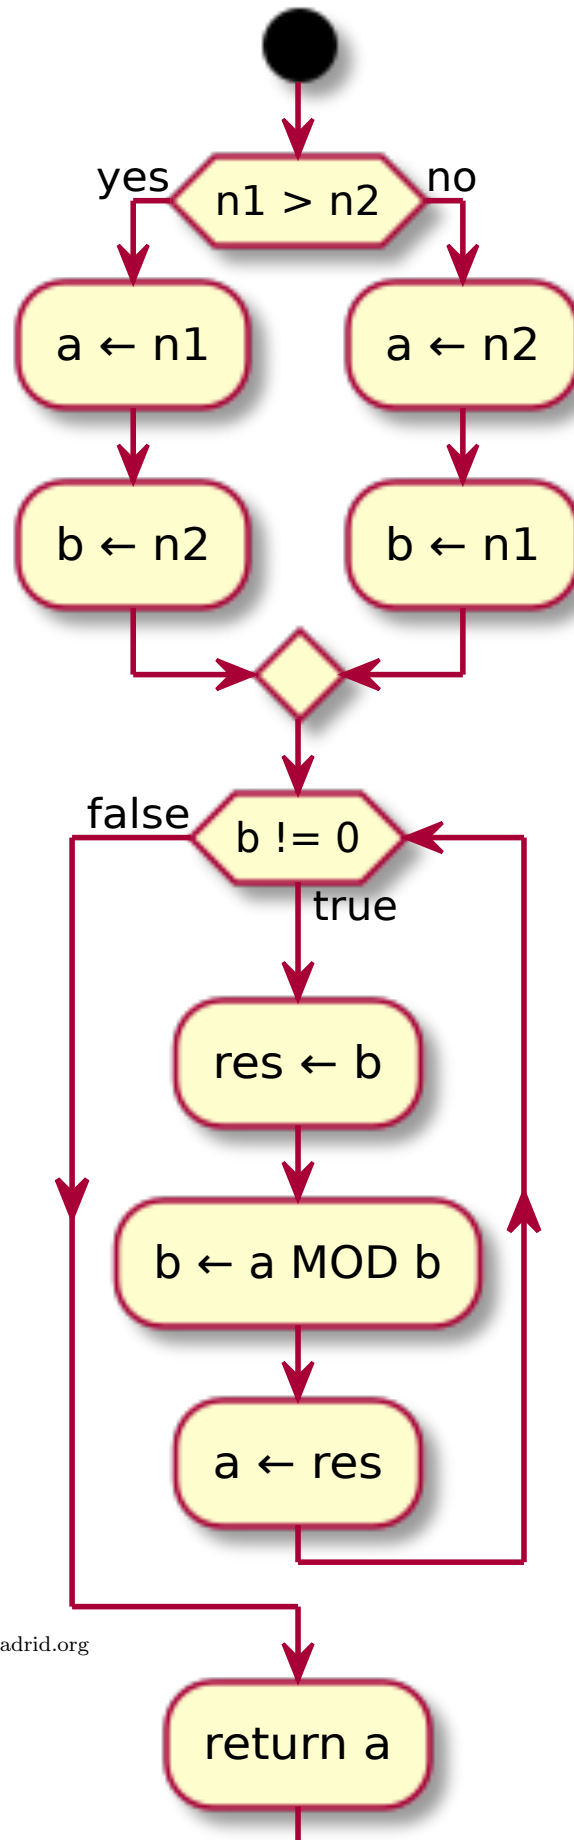 yes
n1 > n2
no
a ← n1
a ← n2
b ← n2
b ← n1
false
b != 0
true
res ← b
b ← a MOD b
a ← res
adrid.org
return a